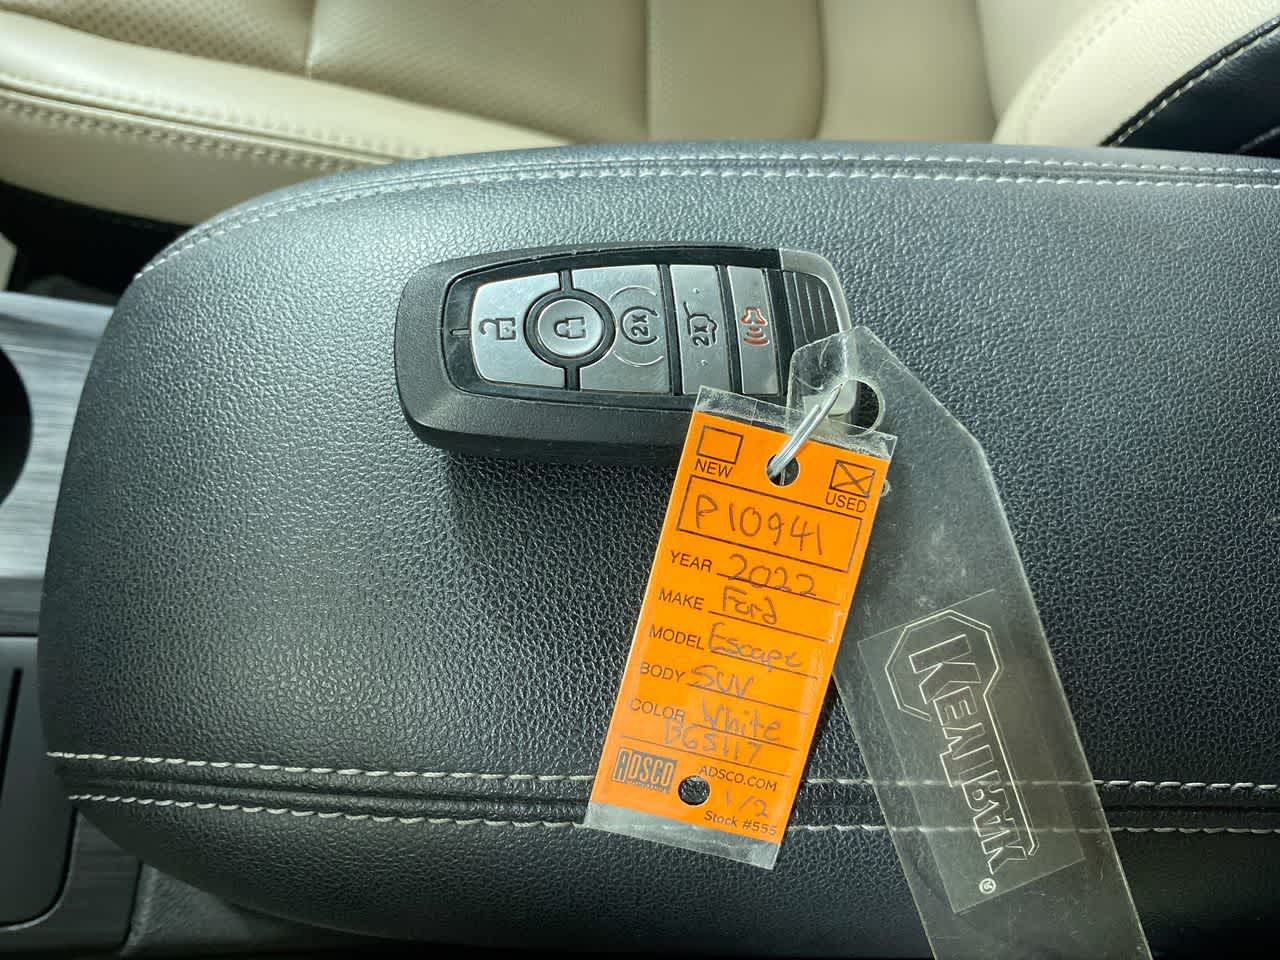 2x
2x
NEW
USED
P10941
YEAR 2022
MAKE Ford
MODEL Escape
BODY SUV
COLOR White
B65117
ADSCO
ADSCO.COM
1/2
Stock #555
KENTPAK®